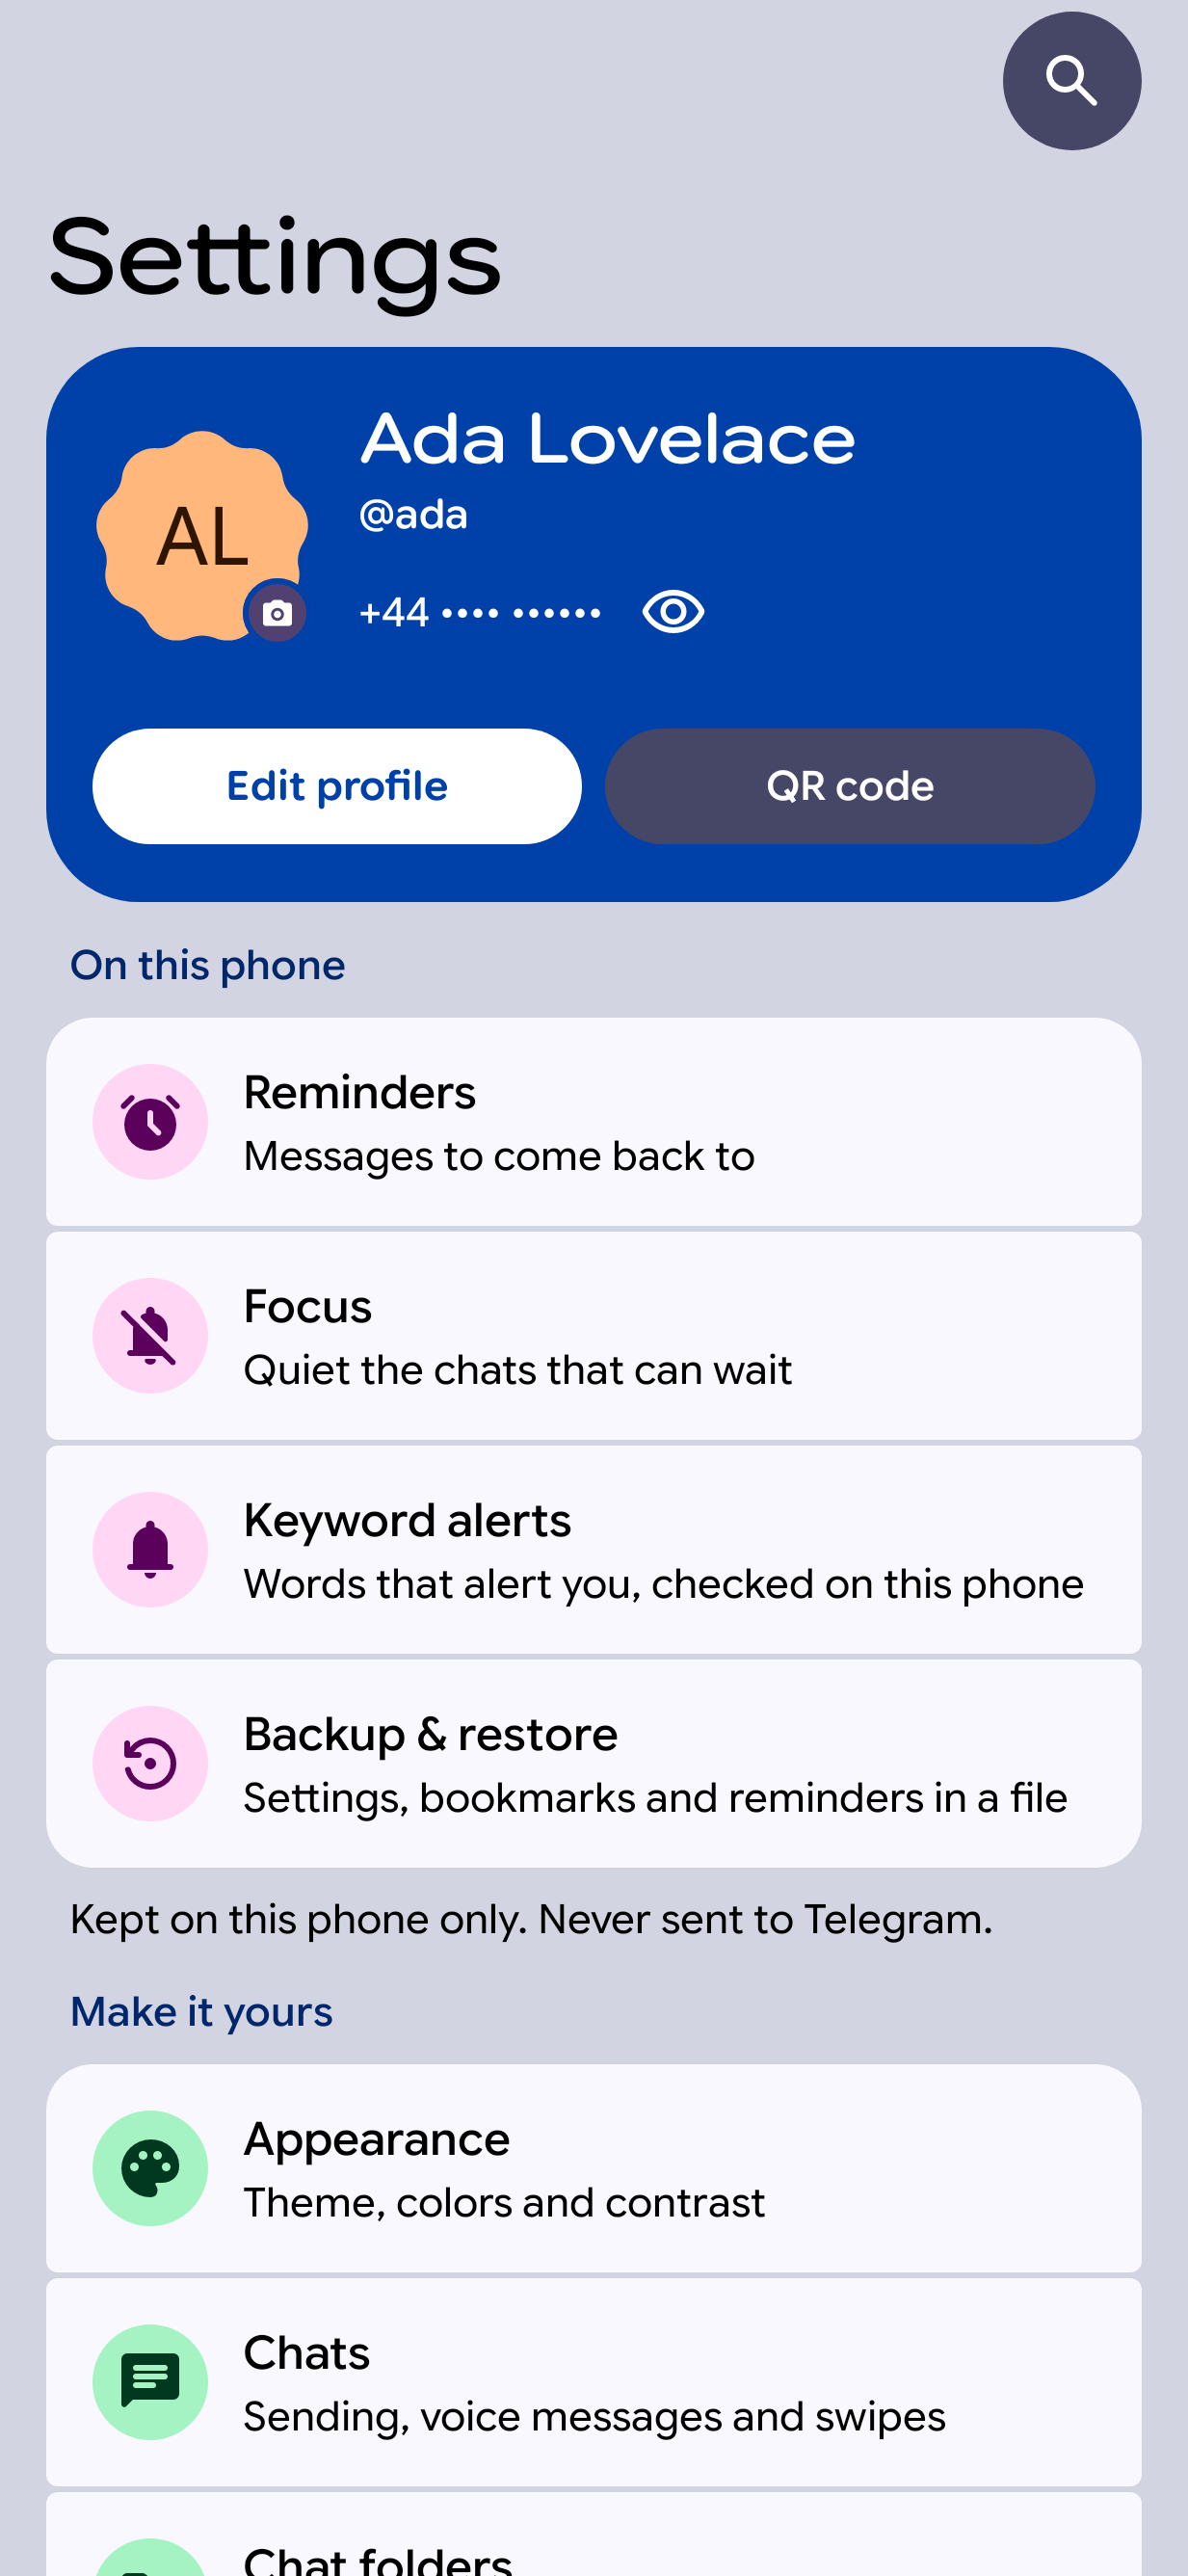 Settings
Ada Lovelace
AL
@ada
+44 •••• ••••••
Edit profile
QR code
On this phone
Reminders
Messages to come back to
Focus
Quiet the chats that can wait
Keyword alerts
Words that alert you, checked on this phone
Backup & restore
Settings, bookmarks and reminders in a file
Kept on this phone only. Never sent to Telegram.
Make it yours
Appearance
Theme, colors and contrast
Chats
Sending, voice messages and swipes
Chat folders